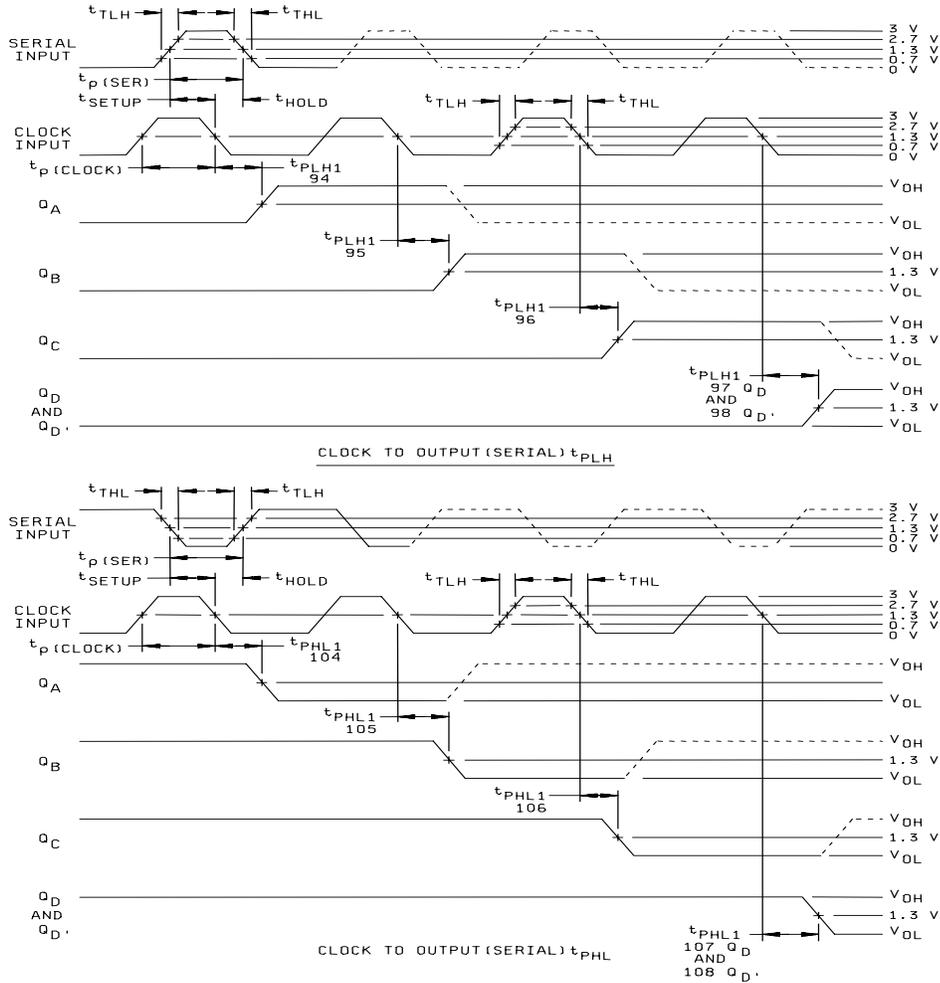 tTLH tTHL
3 V
SERIAL 2.7 V
INPUT 1.3 V
0.7 V
0 V
tp(SER)
tSETUP tHOLD tTLH tTHL
3 V
CLOCK 2.7 V
INPUT 1.3 V
0.7 V
0 V
tp(CLOCK) tPLH1
94
VOH
QA
VOL
tPLH1
95
VOH
QB 1.3 V
VOL
tPLH1
96
VOH
QC 1.3 V
VOL
tPLH1
97 QD
AND
98 QD'
QD VOH
AND 1.3 V
QD' VOL
CLOCK TO OUTPUT(SERIAL) tPLH
tTHL tTLH
3 V
SERIAL 2.7 V
INPUT 1.3 V
0.7 V
0 V
tp(SER)
tSETUP tHOLD tTLH tTHL
3 V
CLOCK 2.7 V
INPUT 1.3 V
0.7 V
0 V
tp(CLOCK) tPHL1
104
VOH
QA
VOL
tPHL1
105
VOH
QB 1.3 V
VOL
tPHL1
106
VOH
QC 1.3 V
VOL
QD VOH
AND 1.3 V
QD' VOL
tPHL1
107 QD
AND
108 QD'
CLOCK TO OUTPUT(SERIAL) tPHL